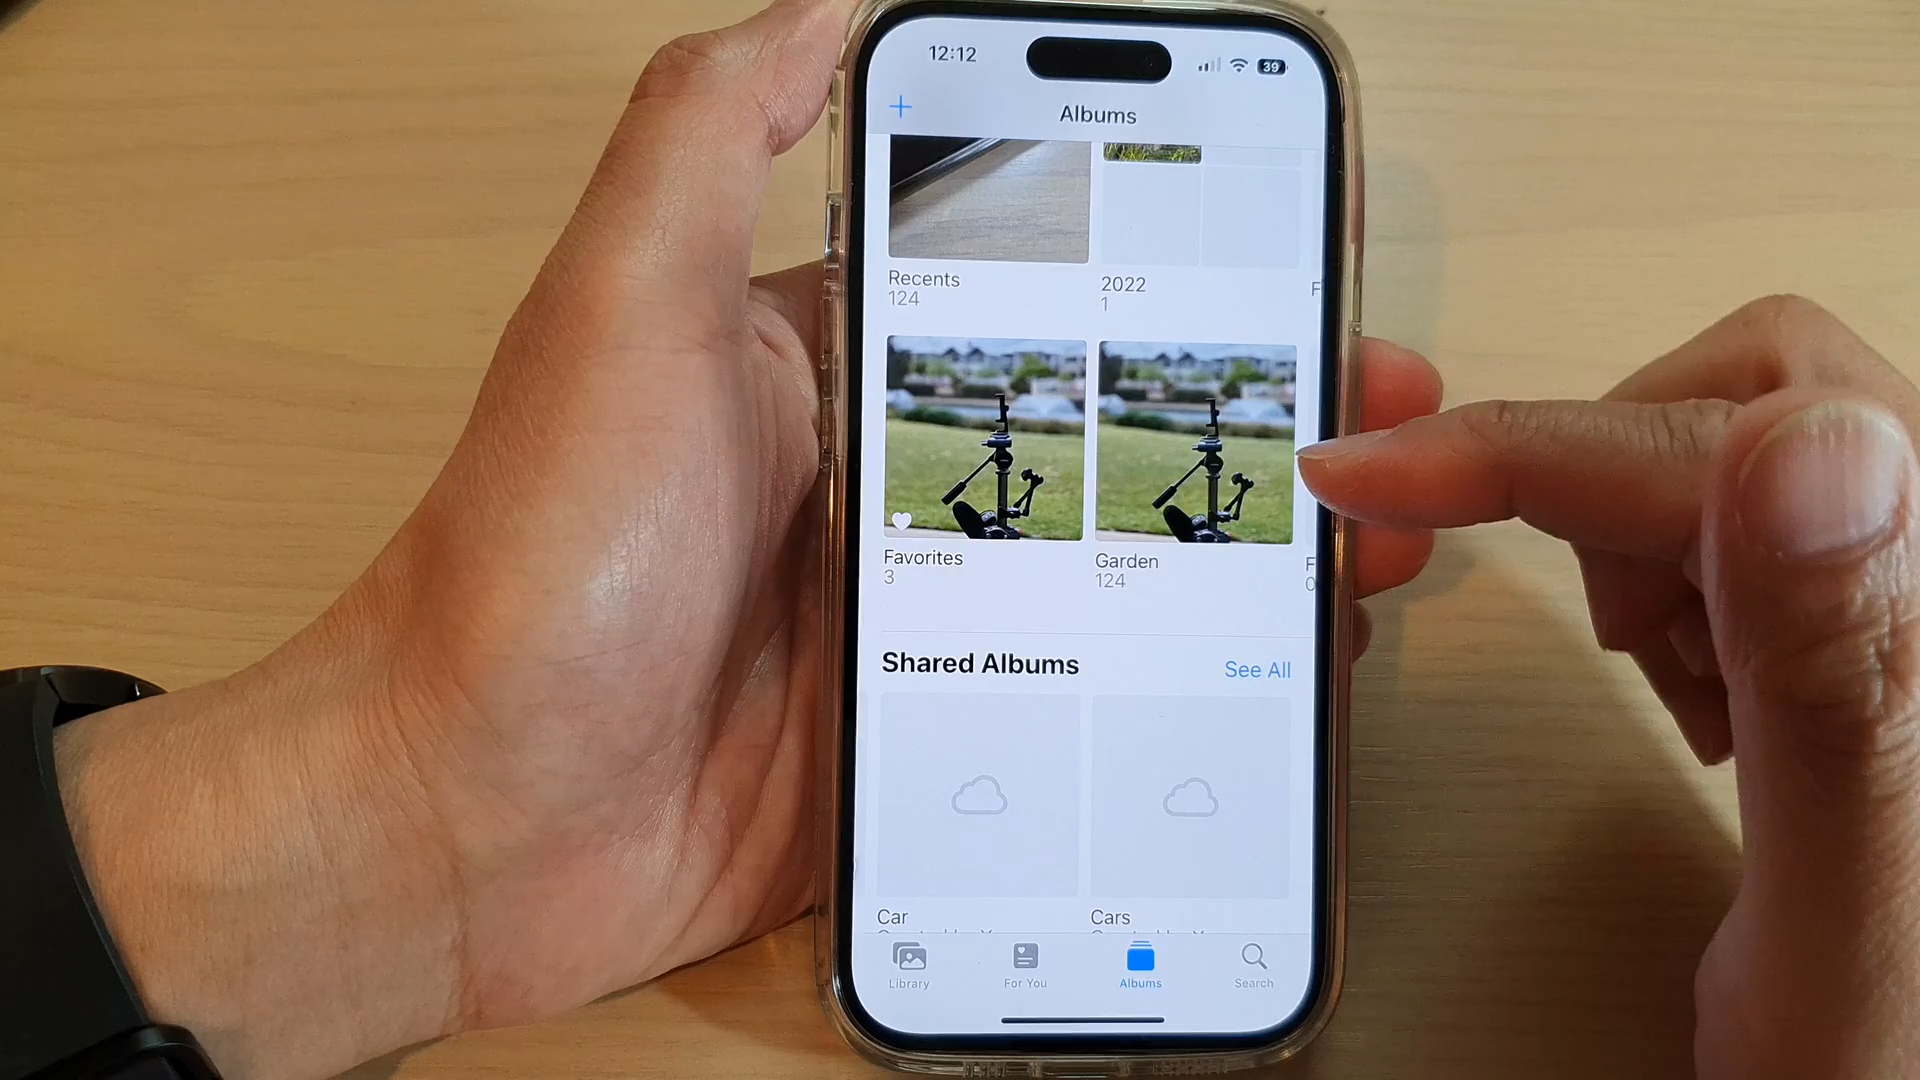 12:12
39
Albums
Recents
124
2022
1
F
Favorites
3
Garden
124
F
0
Shared Albums
See All
Car
Cars
Library
For You
Albums
Search